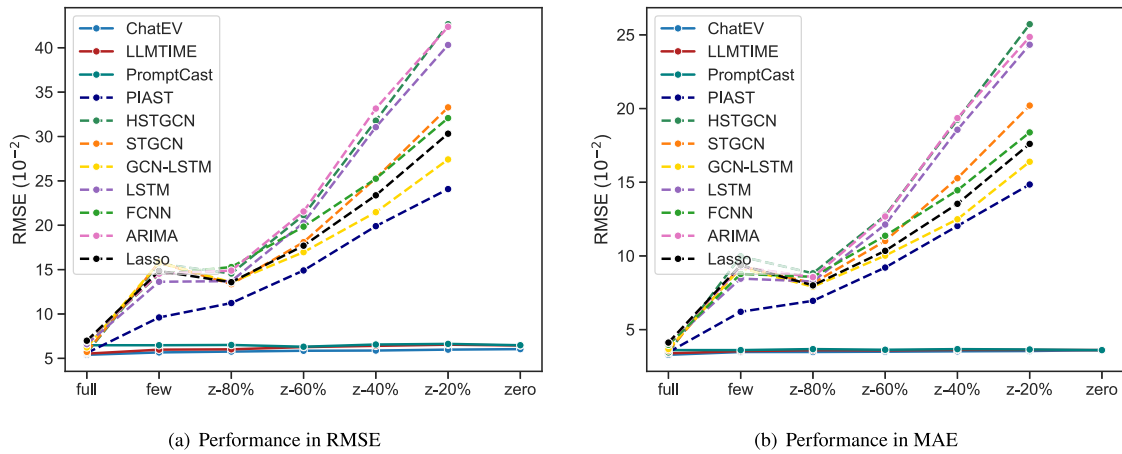 RMSE (10⁻²)
40
35
30
25
20
15
10
5
ChatEV
LLMTIME
PromptCast
PIAST
HSTGCN
STGCN
GCN-LSTM
LSTM
FCNN
ARIMA
Lasso
full few z-80% z-60% z-40% z-20% zero
(a) Performance in RMSE
RMSE (10⁻²)
25
20
15
10
5
ChatEV
LLMTIME
PromptCast
PIAST
HSTGCN
STGCN
GCN-LSTM
LSTM
FCNN
ARIMA
Lasso
full few z-80% z-60% z-40% z-20% zero
(b) Performance in MAE